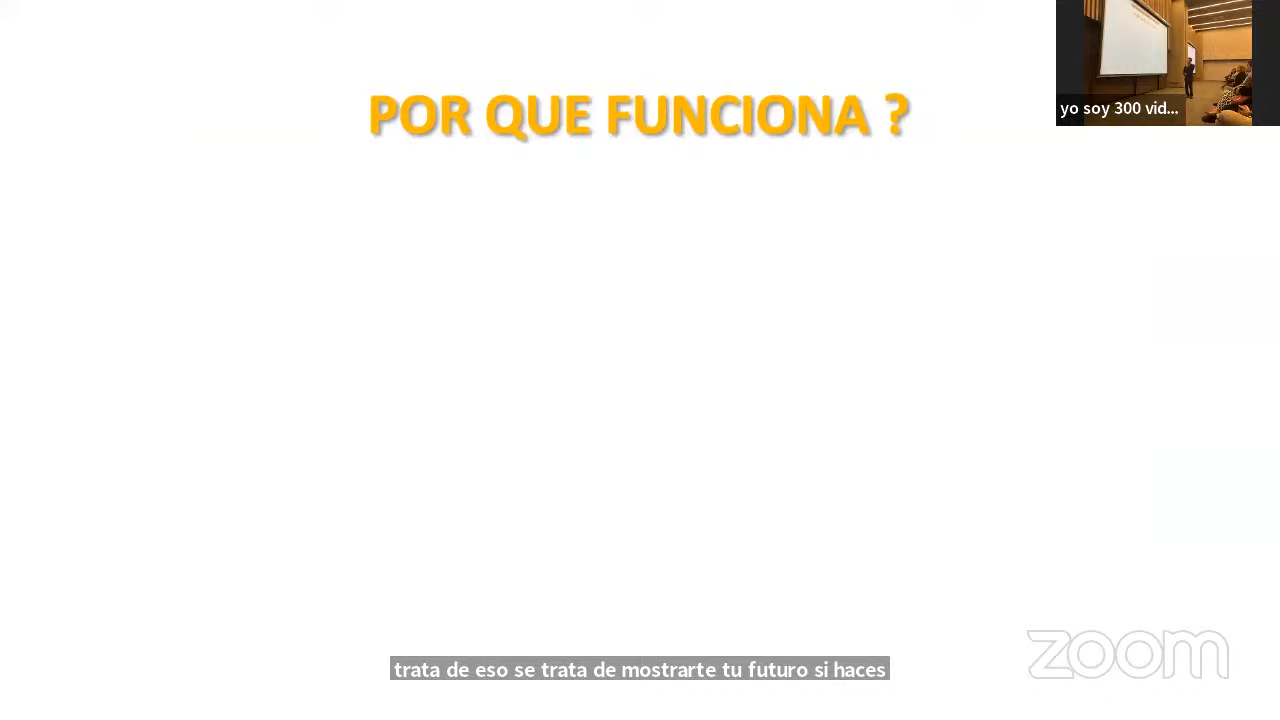 POR QUE FUNCIONA ?
yo soy 300 vid...
trata de eso se trata de mostrarte tu futuro si haces
zoom